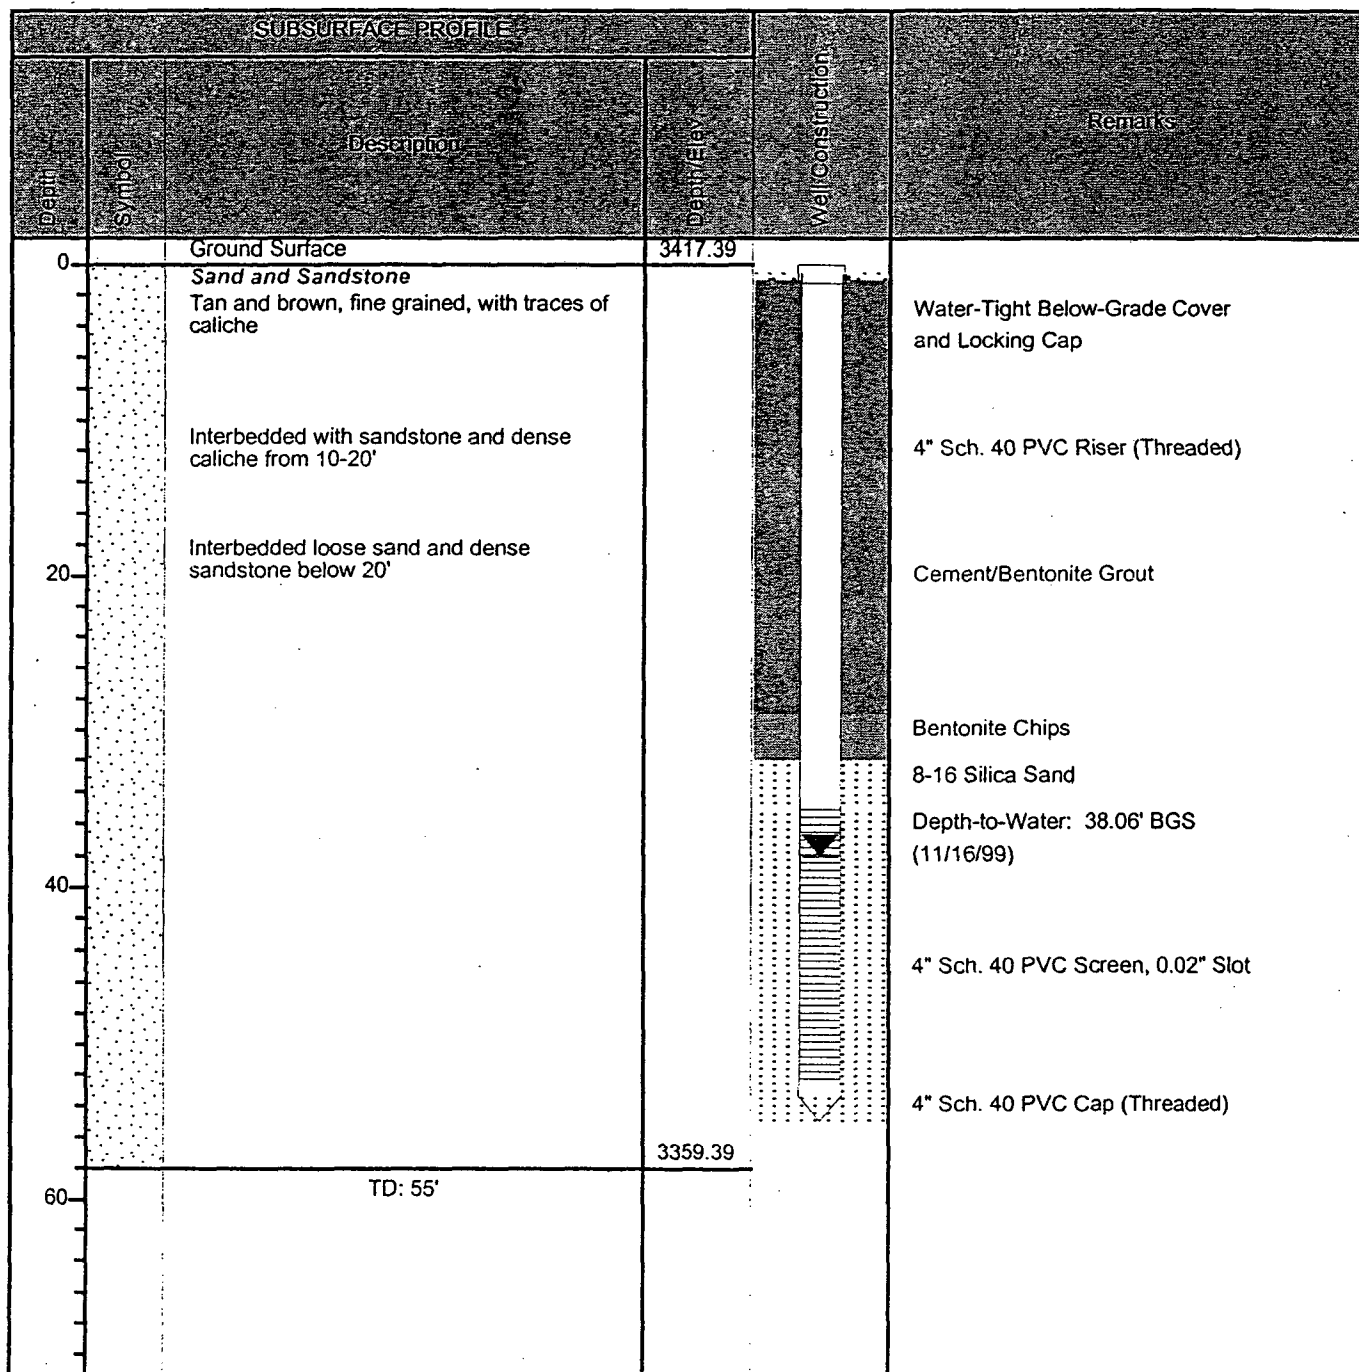 SUBSURFACE PROFILE
Depth
Symbol
Description
Depth/Elev
Well Construction
Remarks
Ground Surface
3417.39
0
Sand and Sandstone
Tan and brown, fine grained, with traces of
caliche
Water-Tight Below-Grade Cover
and Locking Cap
Interbedded with sandstone and dense
caliche from 10-20'
4" Sch. 40 PVC Riser (Threaded)
Interbedded loose sand and dense
sandstone below 20'
20
Cement/Bentonite Grout
Bentonite Chips
8-16 Silica Sand
Depth-to-Water: 38.06' BGS
(11/16/99)
40
4" Sch. 40 PVC Screen, 0.02" Slot
4" Sch. 40 PVC Cap (Threaded)
3359.39
TD: 55'
60